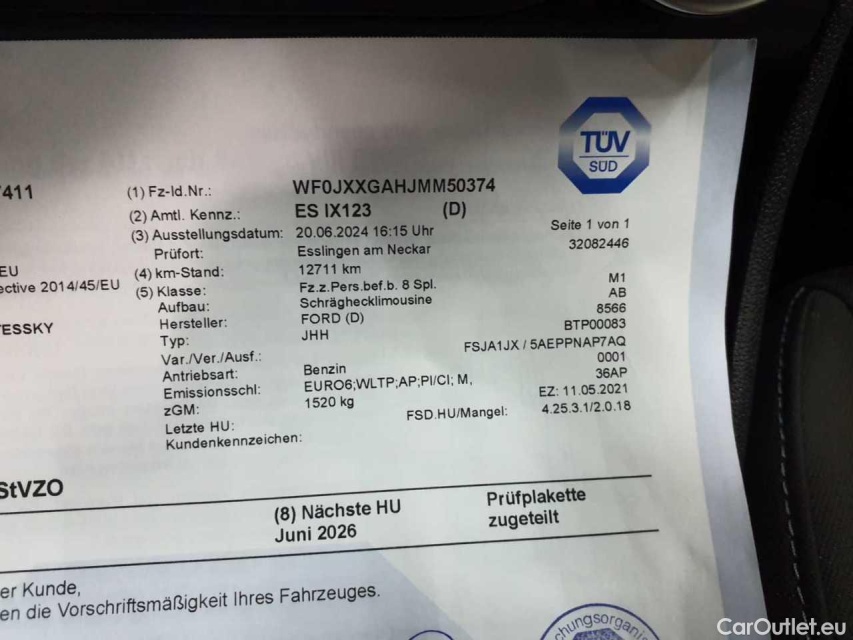 TÜV
SÜD
411
(1) Fz-Id.Nr.: WF0JXXGAHJMM50374
(2) Amtl. Kennz.: ES IX123 (D)
(3) Ausstellungsdatum: 20.06.2024 16:15 Uhr Seite 1 von 1
Prüfort: Esslingen am Neckar 32082446
EU (4) km-Stand: 12711 km
ective 2014/45/EU (5) Klasse: Fz.z.Pers.bef.b. 8 Spl. M1
Aufbau: Schräghecklimousine AB
ESSKY Hersteller: FORD (D) 8566
Typ: JHH BTP00083
Var./Ver./Ausf.: FSJA1JX / 5AEPPNAP7AQ
Antriebsart: Benzin 0001
Emissionsschl: EURO6;WLTP;AP;PI/CI; M, 36AP
zGM: 1520 kg EZ: 11.05.2021
Letzte HU: FSD.HU/Mangel: 4.25.3.1/2.0.18
Kundenkennzeichen:
StVZO
(8) Nächste HU Prüfplakette
Juni 2026 zugeteilt
er Kunde,
en die Vorschriftsmäßigkeit Ihres Fahrzeuges.
chungsorgani
CarOutlet.eu